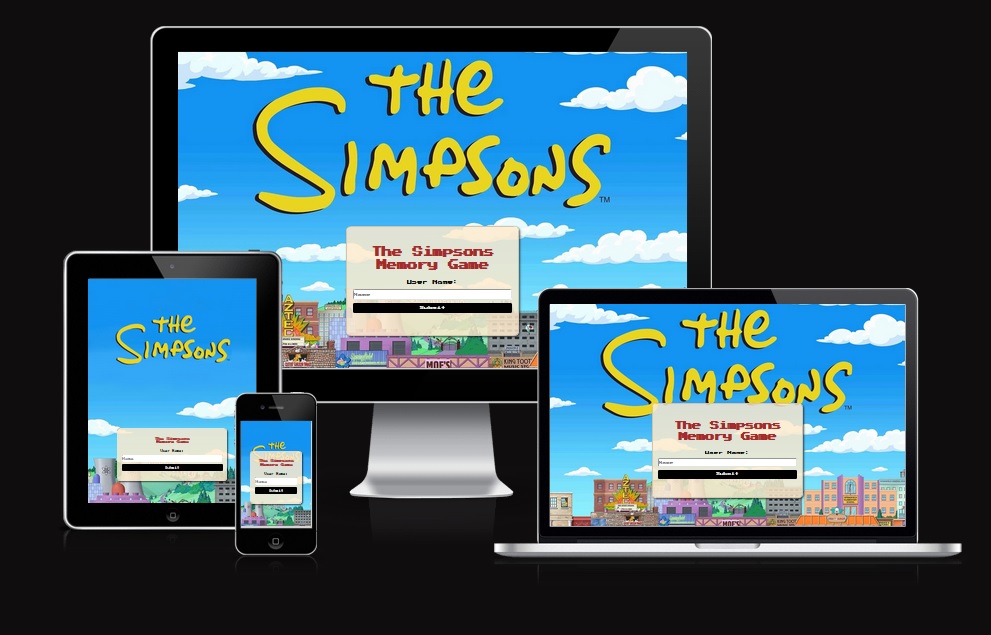 THE
SIMPSONS
TM
The Simpsons
Memory Game
User Name:
Name
Submit
AZTEC
MOE'S
KING TOOT
MUSIC STORE
THE
SIMPSONS
The Simpsons
Memory Game
User Name:
Name
Submit
THE
The Simpsons
Memory Game
User Name:
Name
Submit
THE
SIMPSONS
TM
The Simpsons
Memory Game
User Name:
Name
Submit
AZTEC
MOE'S
KING TOOT